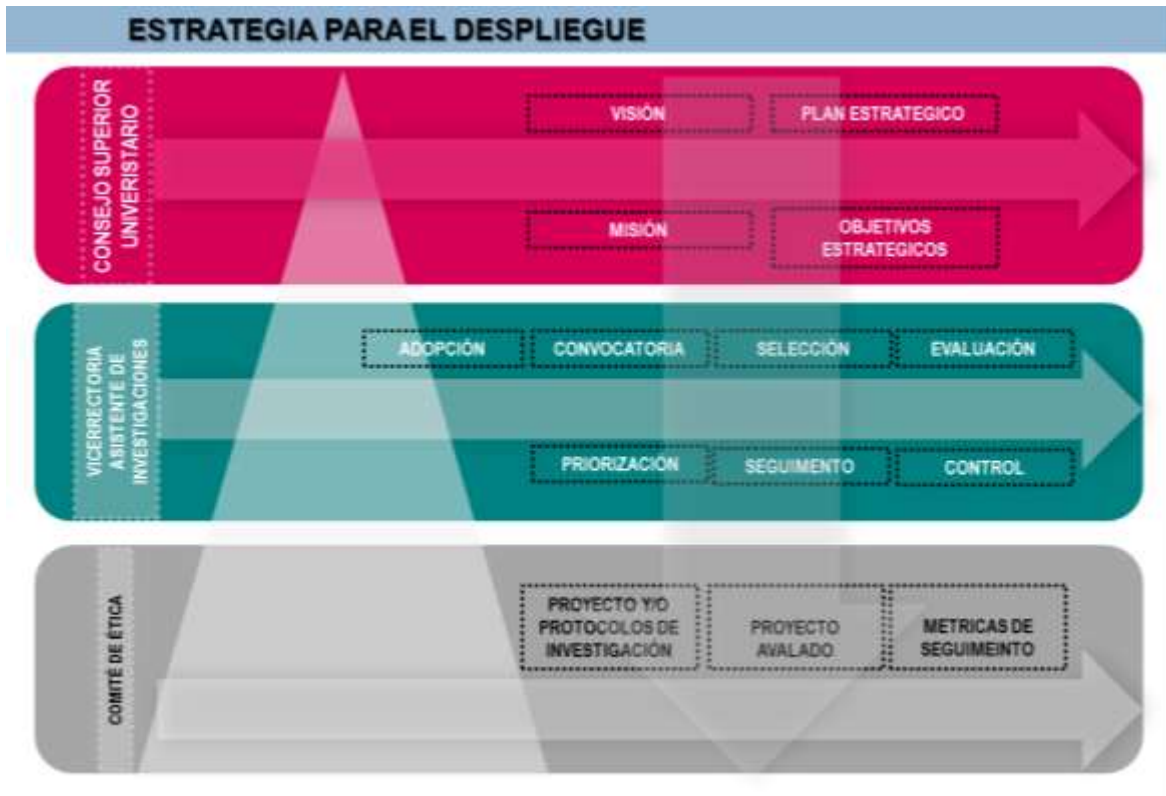 ESTRATEGIA PARA EL DESPLIEGUE
CONSEJO SUPERIOR
UNIVERISTARIO
VISIÓN
PLAN ESTRATEGICO
MISIÓN
OBJETIVOS
ESTRATEGICOS
VICERRECTORIA
ASISTENTE DE
INVESTIGACIONES
ADOPCIÓN
CONVOCATORIA
SELECCIÓN
EVALUACIÓN
PRIORIZACIÓN
SEGUIMENTO
CONTROL
COMITÉ DE ÉTICA
PROYECTO Y/O
PROTOCOLOS DE
INVESTIGACIÓN
PROYECTO
AVALADO
METRICAS DE
SEGUIMEINTO